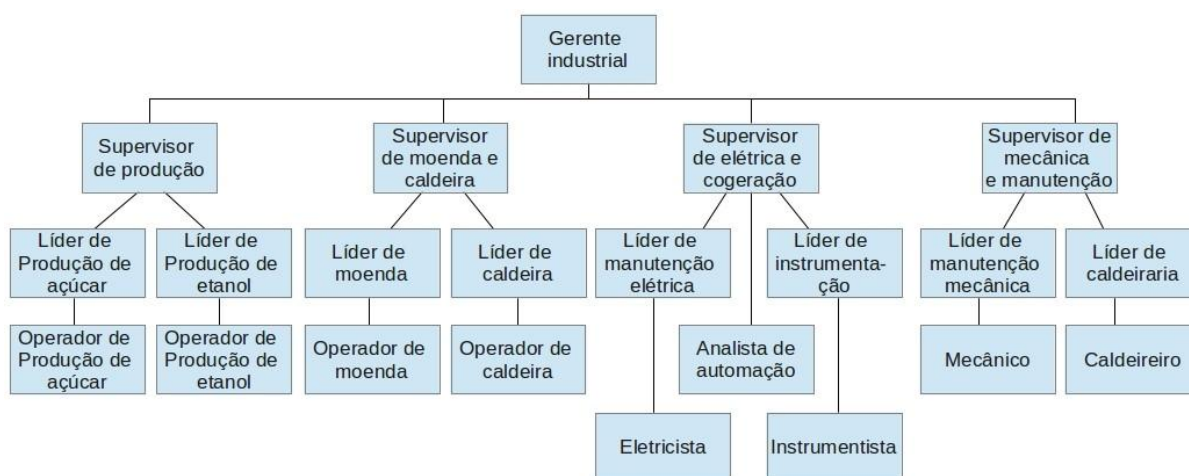 Gerente
industrial
Supervisor
de produção
Supervisor
de moenda e
caldeira
Supervisor
de elétrica e
cogeração
Supervisor de
mecânica
e manutenção
Líder de
Produção de
açúcar
Líder de
Produção de
etanol
Líder de
moenda
Líder de
caldeira
Líder de
manutenção
elétrica
Líder de
instrumenta-
ção
Líder de
manutenção
mecânica
Líder de
caldeiraria
Operador de
Produção de
açúcar
Operador de
Produção de
etanol
Operador de
moenda
Operador de
caldeira
Analista de
automação
Mecânico
Caldeireiro
Eletricista
Instrumentista